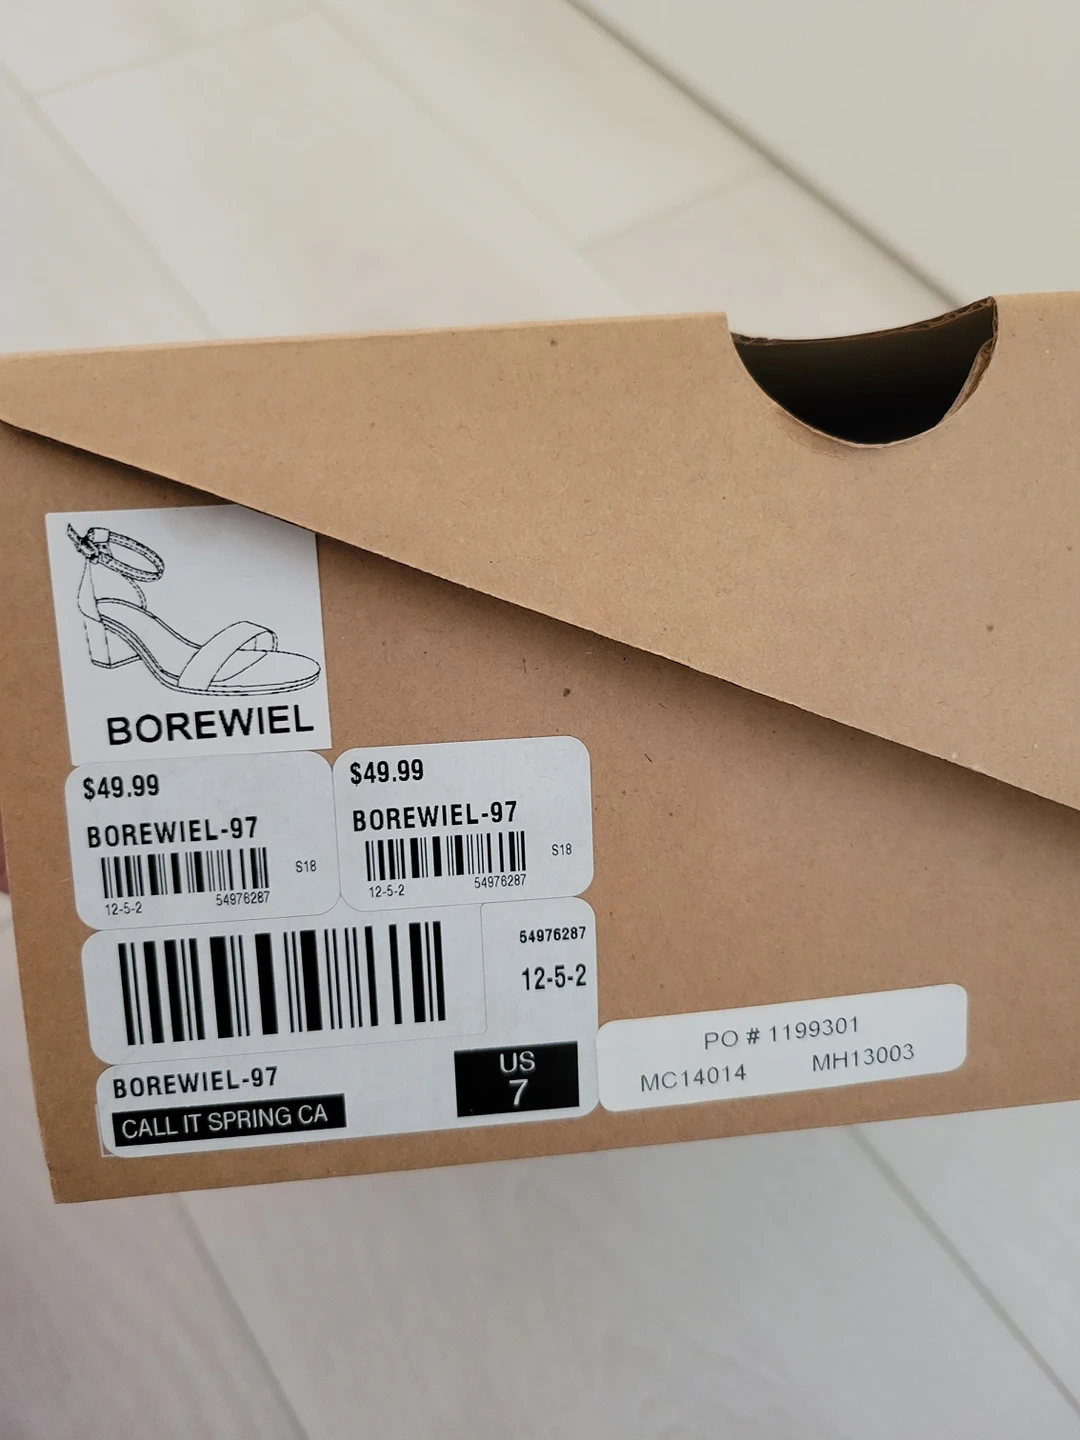 BOREWIEL
$49.99
BOREWIEL-97
S18
12-5-2 54976287
$49.99
BOREWIEL-97
S18
12-5-2 54976287
54976287
12-5-2
BOREWIEL-97
CALL IT SPRING CA
US
7
PO # 1199301
MC14014 MH13003